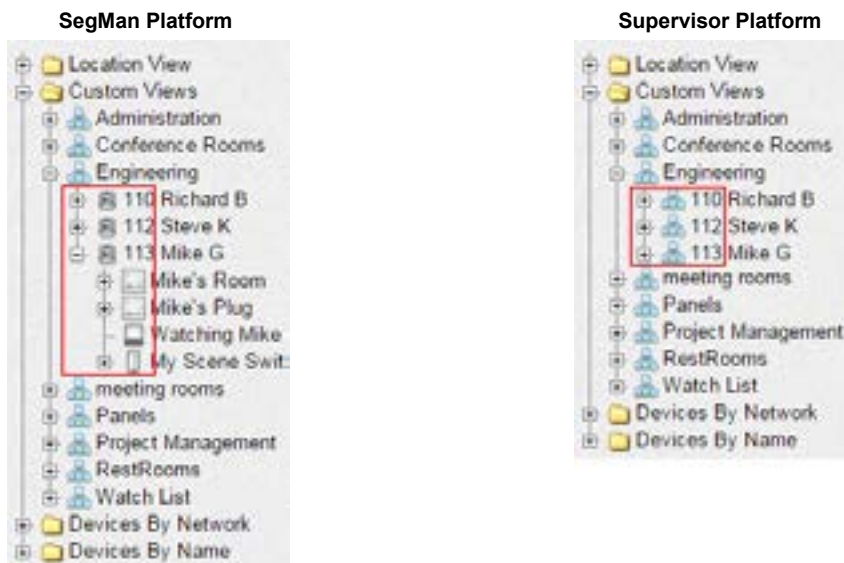 SegMan Platform
Location View
Custom Views
Administration
Conference Rooms
Engineering
110 Richard B
112 Steve K
113 Mike G
Mike's Room
Mike's Plug
Watching Mike
My Scene Swit
meeting rooms
Panels
Project Management
RestRooms
Watch List
Devices By Network
Devices By Name
Supervisor Platform
Location View
Custom Views
Administration
Conference Rooms
Engineering
110 Richard B
112 Steve K
113 Mike G
meeting rooms
Panels
Project Management
RestRooms
Watch List
Devices By Network
Devices By Name